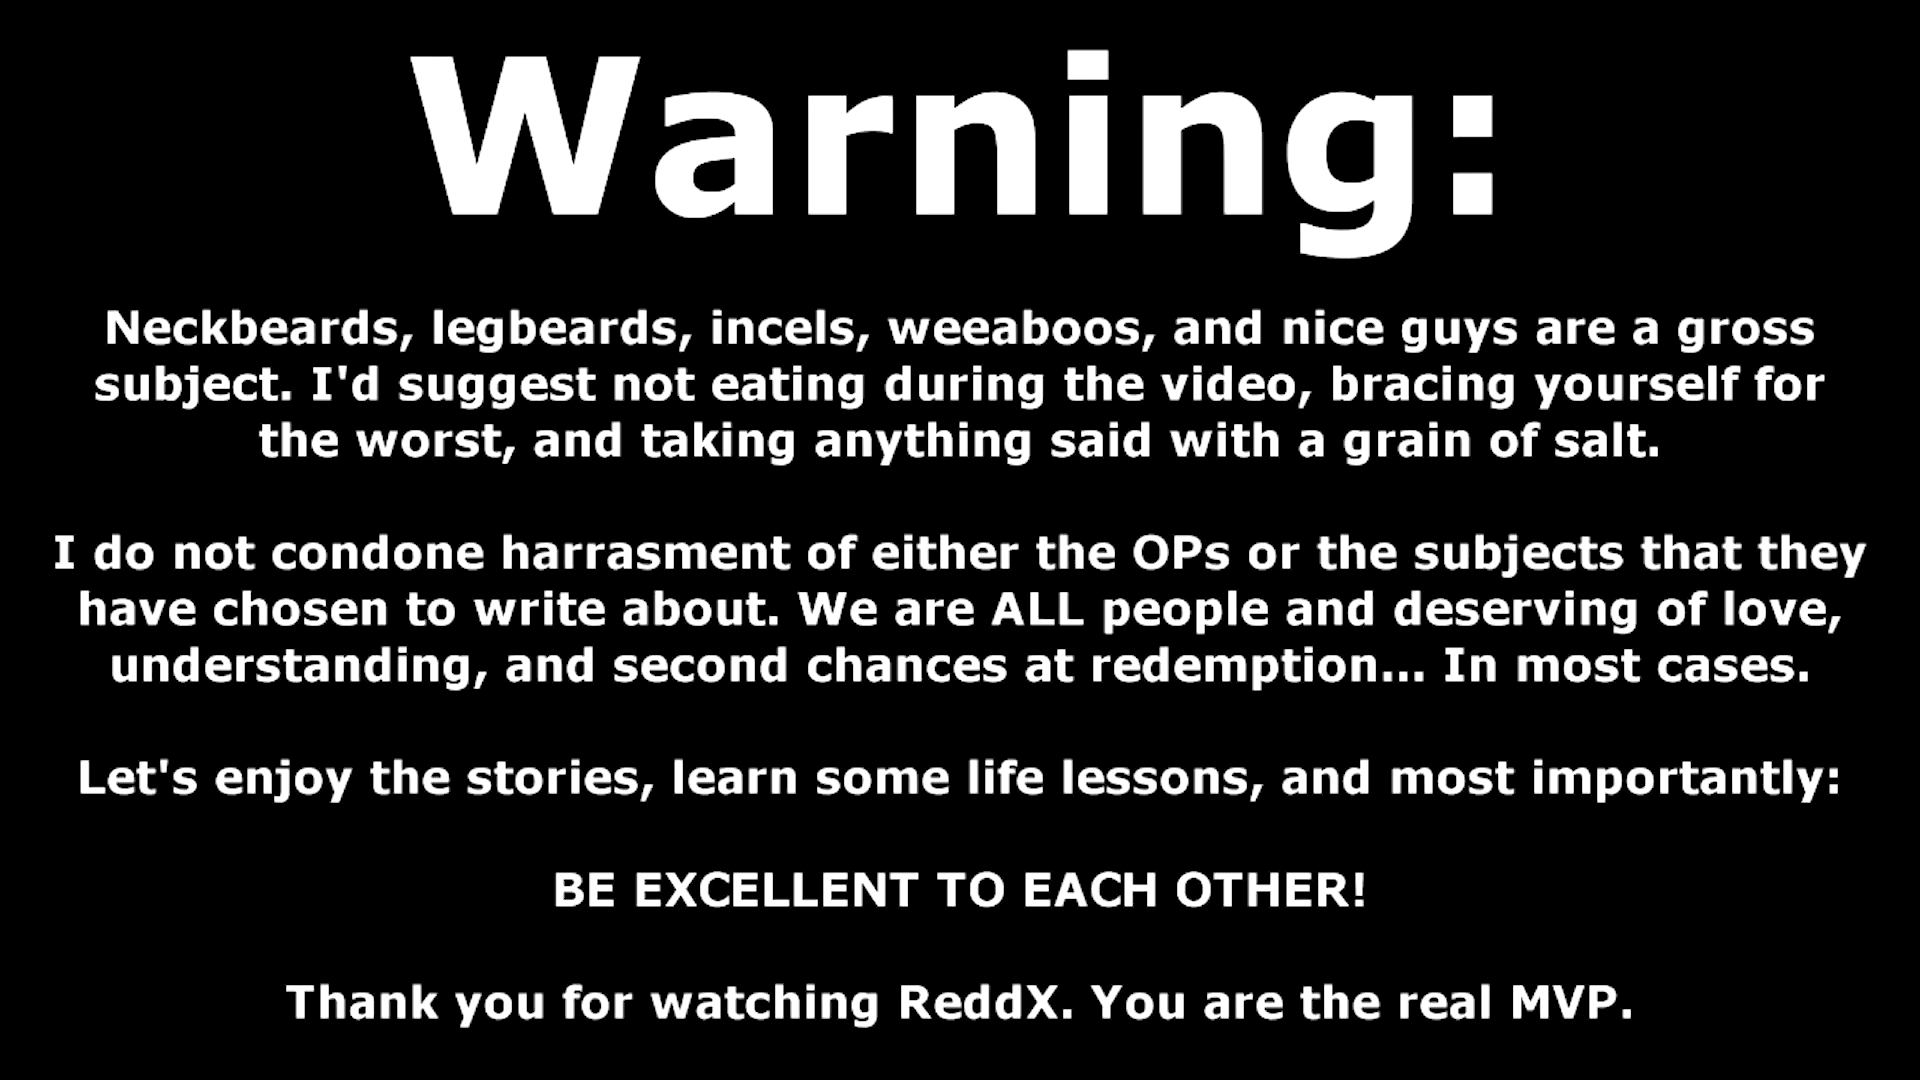 Warning:
Neckbeards, legbeards, incels, weeaboos, and nice guys are a gross
subject. I'd suggest not eating during the video, bracing yourself for
the worst, and taking anything said with a grain of salt.
I do not condone harrasment of either the OPs or the subjects that they
have chosen to write about. We are ALL people and deserving of love,
understanding, and second chances at redemption... In most cases.
Let's enjoy the stories, learn some life lessons, and most importantly:
BE EXCELLENT TO EACH OTHER!
Thank you for watching ReddX. You are the real MVP.